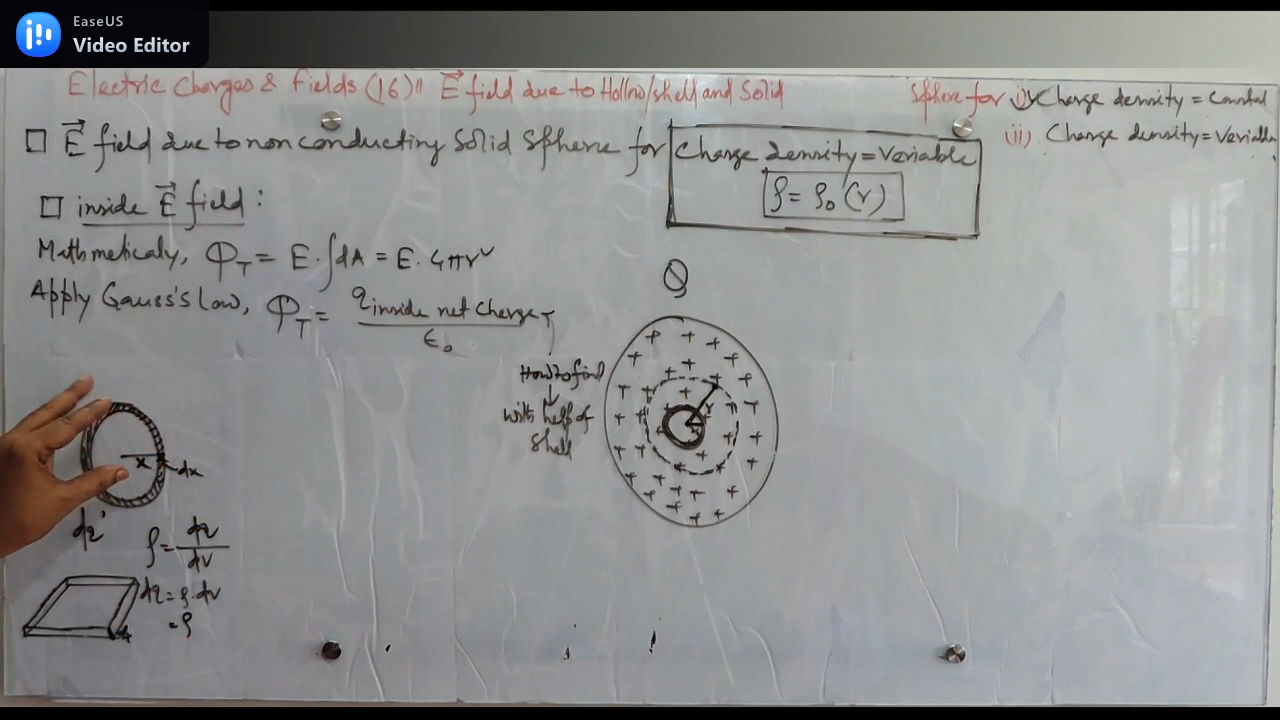 EaseUS
Video Editor
Electric Charges & Fields (16)" E field due to Hollow/shell and Solid Sphere for i) Charge density = Constat
(ii) Charge density = Variable
E field due to non conducting Solid Sphere for Charge density = Variable
ρ = ρ₀ (r)
inside E field :
Mathmeticaly, Φ_T = E . ∫dA = E . 4πr²
Apply Gauss's Law, Φ_T = q inside net charge / ε₀
How to find
with help of
Shell
Q
r
x
dx
dq'
ρ = dq/dV
dq = ρ.dv
= ρ